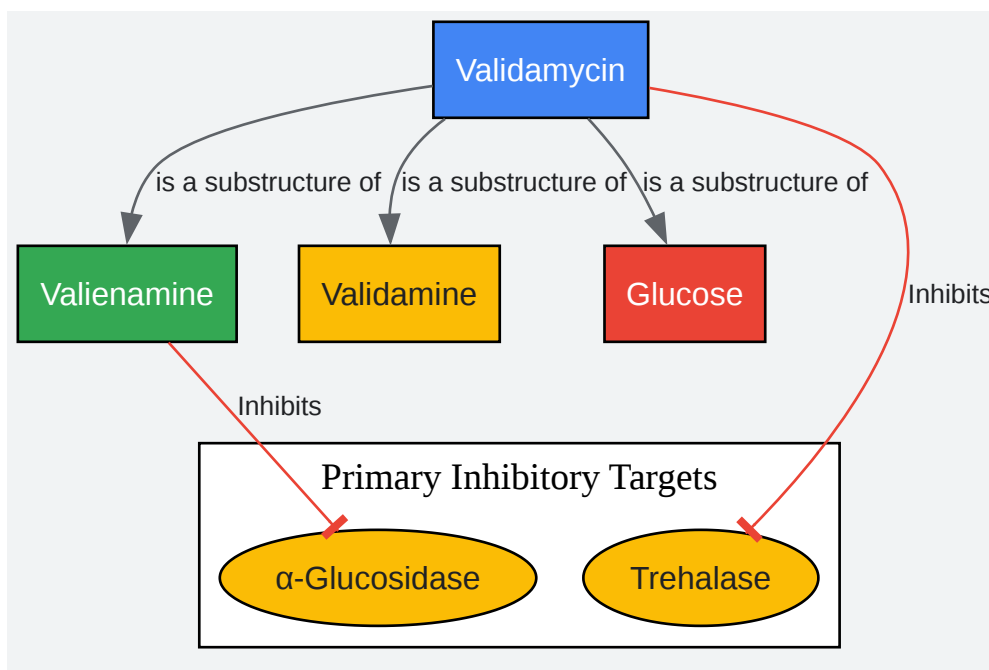 Validamycin
is a substructure of
is a substructure of
is a substructure of
Valienamine
Validamine
Glucose
Inhibits
Inhibits
Primary Inhibitory Targets
α-Glucosidase
Trehalase